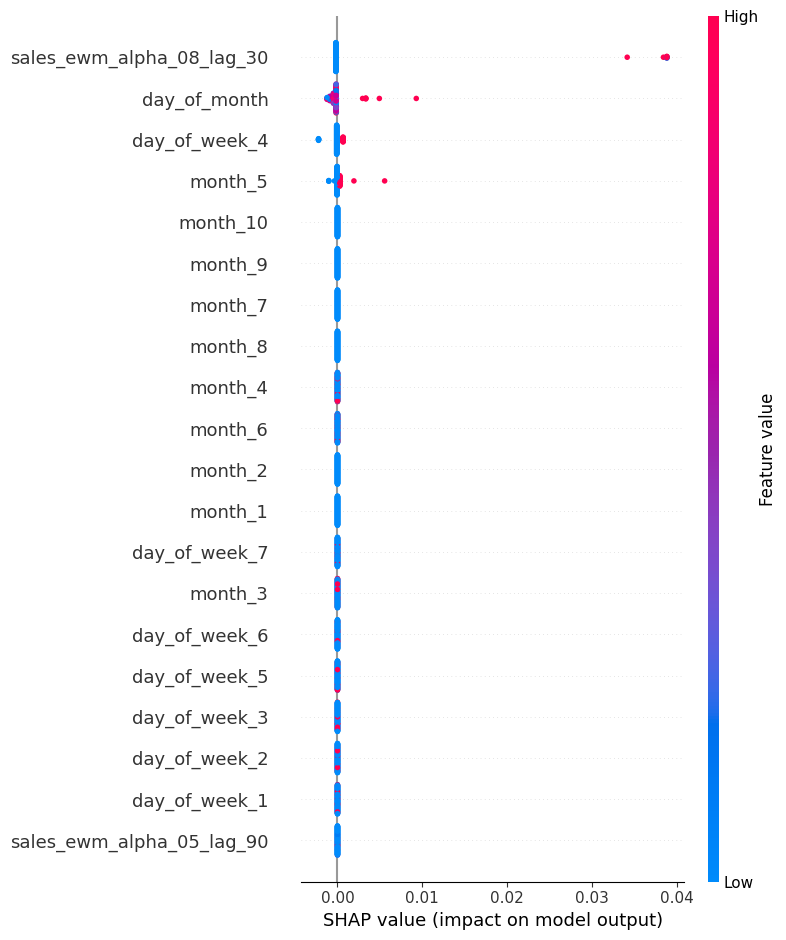 High
sales_ewm_alpha_08_lag_30
day_of_month
day_of_week_4
month_5
month_10
month_9
month_7
month_8
month_4
month_6
month_2
month_1
day_of_week_7
month_3
day_of_week_6
day_of_week_5
day_of_week_3
day_of_week_2
day_of_week_1
sales_ewm_alpha_05_lag_90
Feature value
Low
0.00 0.01 0.02 0.03 0.04
SHAP value (impact on model output)